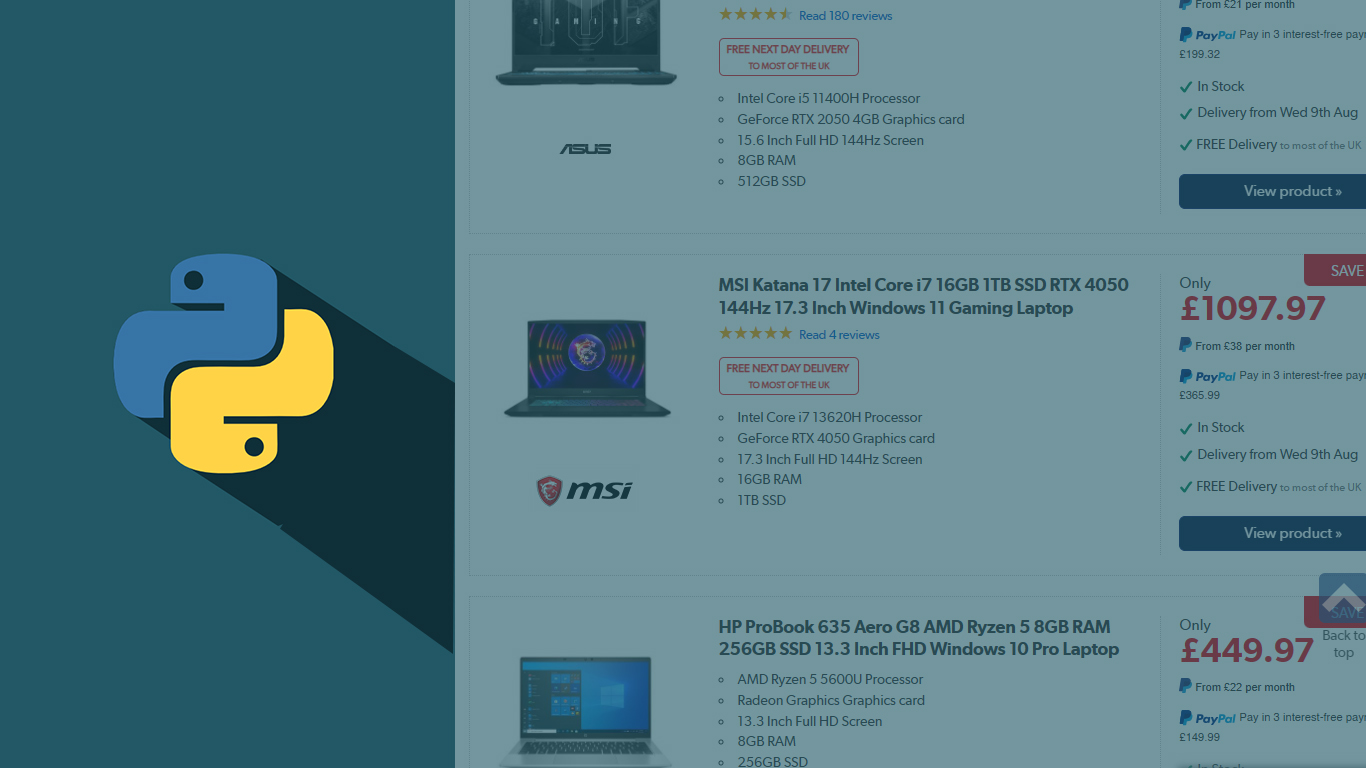 GAMING
Read 180 reviews
FREE NEXT DAY DELIVERY
TO MOST OF THE UK
Intel Core i5 11400H Processor
GeForce RTX 2050 4GB Graphics card
15.6 Inch Full HD 144Hz Screen
8GB RAM
512GB SSD
ASUS
From £21 per month
PayPal Pay in 3 interest-free
£199.32
In Stock
Delivery from Wed 9th Aug
FREE Delivery to most of the UK
View product »
MSI Katana 17 Intel Core i7 16GB 1TB SSD RTX 4050
144Hz 17.3 Inch Windows 11 Gaming Laptop
Read 4 reviews
FREE NEXT DAY DELIVERY
TO MOST OF THE UK
Intel Core i7 13620H Processor
GeForce RTX 4050 Graphics card
17.3 Inch Full HD 144Hz Screen
16GB RAM
1TB SSD
msi
SAVE
Only
£1097.97
From £38 per month
PayPal Pay in 3 interest-free
£365.99
In Stock
Delivery from Wed 9th Aug
FREE Delivery to most of the UK
View product »
HP ProBook 635 Aero G8 AMD Ryzen 5 8GB RAM
256GB SSD 13.3 Inch FHD Windows 10 Pro Laptop
AMD Ryzen 5 5600U Processor
Radeon Graphics Graphics card
13.3 Inch Full HD Screen
8GB RAM
256GB SSD
SAVE
Back to
top
Only
£449.97
From £22 per month
PayPal Pay in 3 interest-free
£149.99
In Stock